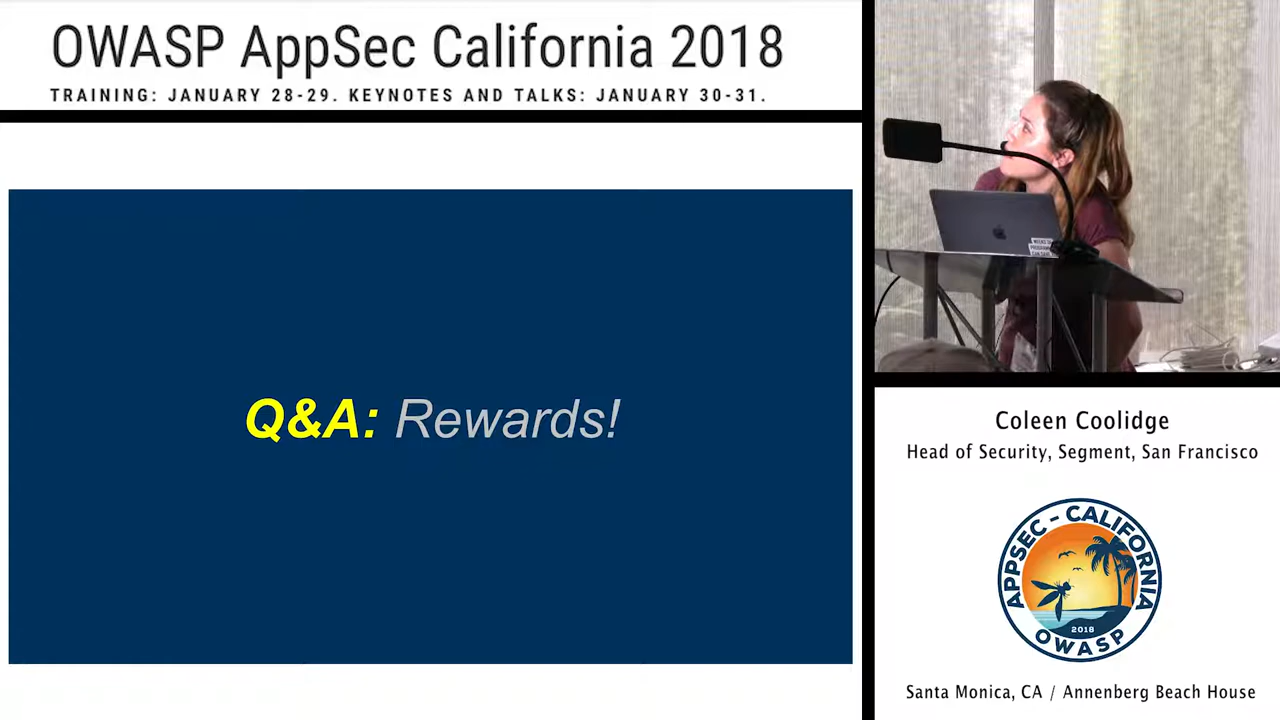 OWASP AppSec California 2018
TRAINING: JANUARY 28-29. KEYNOTES AND TALKS: JANUARY 30-31.
Q&A: Rewards!
Coleen Coolidge
Head of Security, Segment, San Francisco
APPSEC - CALIFORNIA
2018
OWASP
Santa Monica, CA / Annenberg Beach House